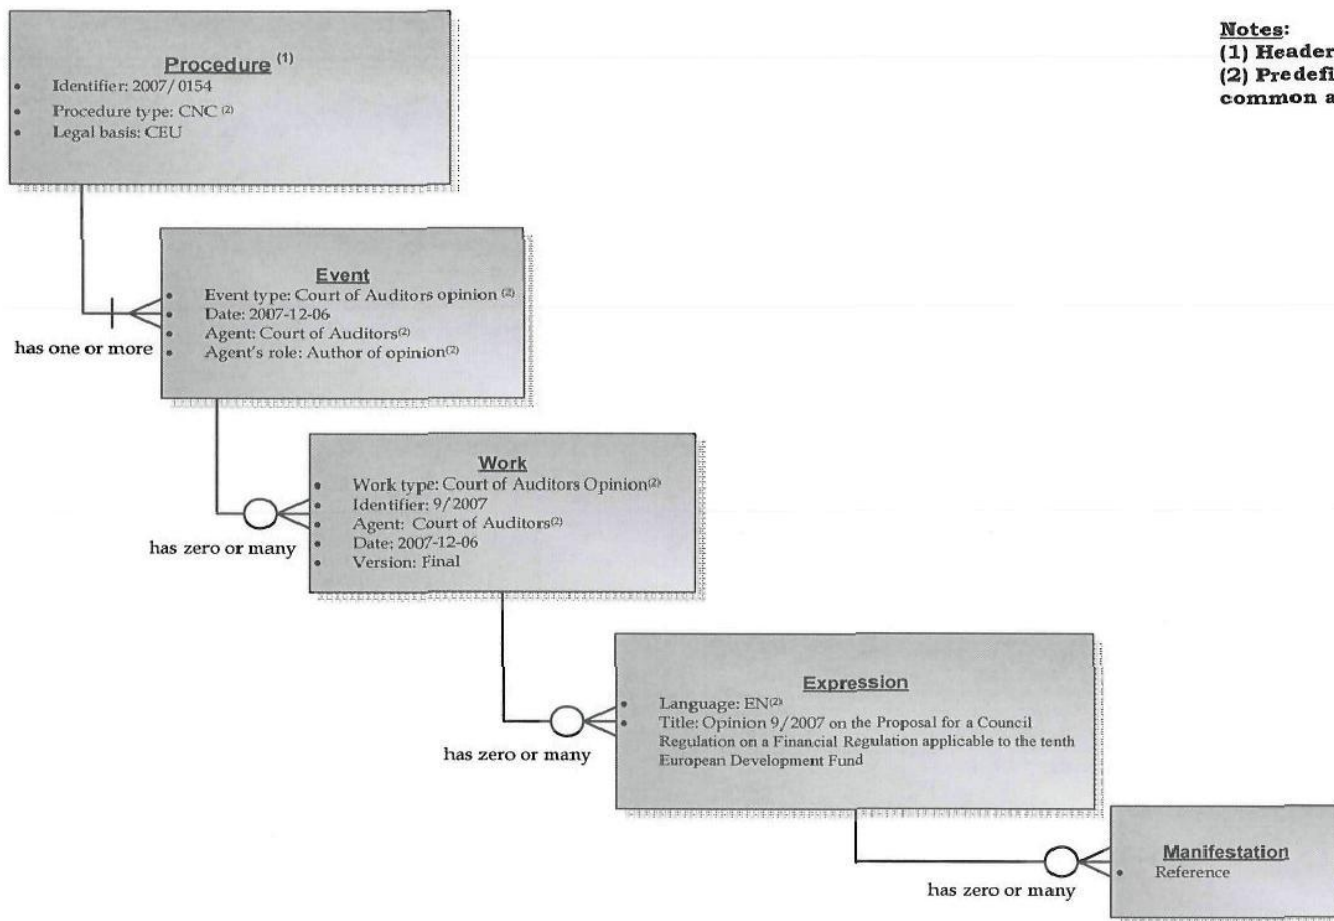 Notes:
(1) Header
(2)
common
Procedure (1)
• Identifier: 2007/0154
• Procedure type: CNC (2)
• Legal basis: CEU
Event
• Event type: Court of Auditors opinion (2)
• Date: 2007-12-06
• Agent: Court of Auditors(2)
• Agent's role: Author of opinion(2)
has one or more
Work
• Work type: Court of Auditors Opinion(2)
• Identifier: 9/2007
• Agent: Court of Auditors(2)
• Date: 2007-12-06
• Version: Final
has zero or many
Expression
• Language: EN(2)
• Title: Opinion 9/2007 on the Proposal for a Council
Regulation on a Financial Regulation applicable to the tenth
European Development Fund
has zero or many
Manifestation
• Reference
has zero or many